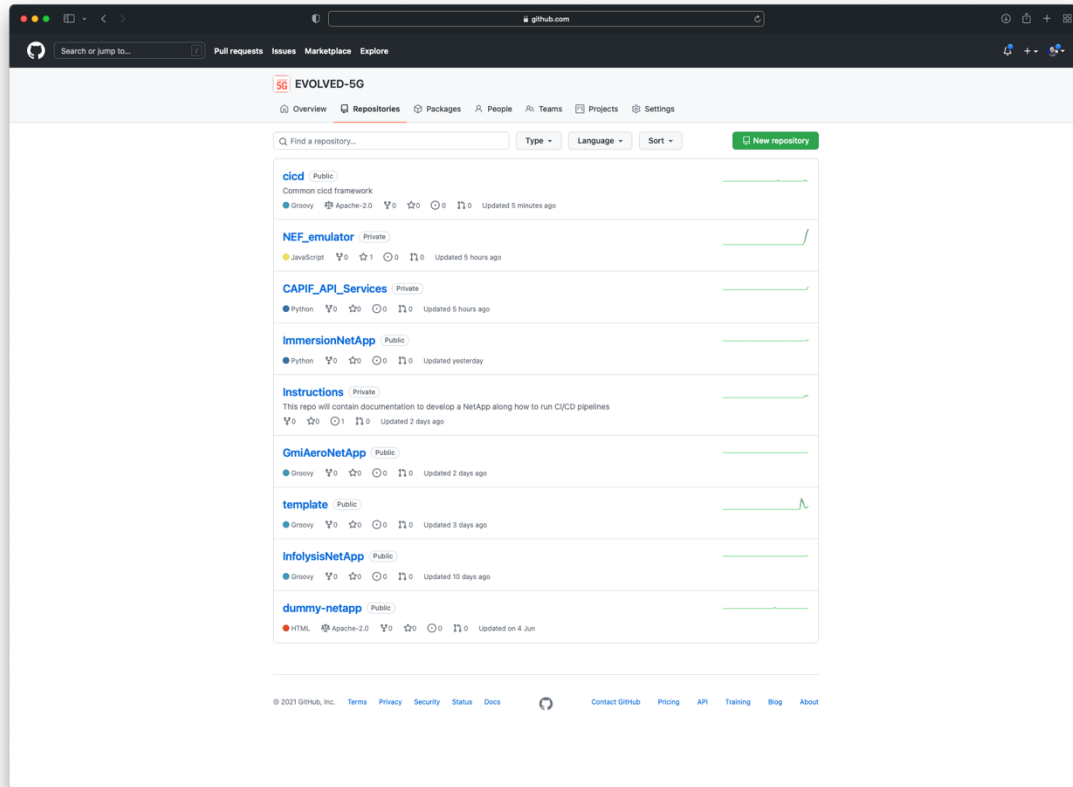 github.com
Search or jump to... / Pull requests Issues Marketplace Explore
5G EVOLVED-5G
Overview Repositories Packages People Teams Projects Settings
Find a repository... Type Language Sort New repository
cicd Public
Common cicd framework
Groovy Apache-2.0 0 0 0 0 Updated 5 minutes ago
NEF_emulator Private
JavaScript 0 1 0 0 Updated 5 hours ago
CAPIF_API_Services Private
Python 0 0 0 0 Updated 5 hours ago
ImmersionNetApp Public
Python 0 0 0 0 Updated yesterday
Instructions Private
This repo will contain documentation to develop a NetApp along how to run CI/CD pipelines
0 0 1 0 Updated 2 days ago
GmiAeroNetApp Public
Groovy 0 0 0 0 Updated 2 days ago
template Public
Groovy 0 0 0 0 Updated 3 days ago
InfolysisNetApp Public
Groovy 0 0 0 0 Updated 10 days ago
dummy-netapp Public
HTML Apache-2.0 0 0 0 0 Updated on 4 Jun
© 2021 GitHub, Inc. Terms Privacy Security Status Docs Contact GitHub Pricing API Training Blog About